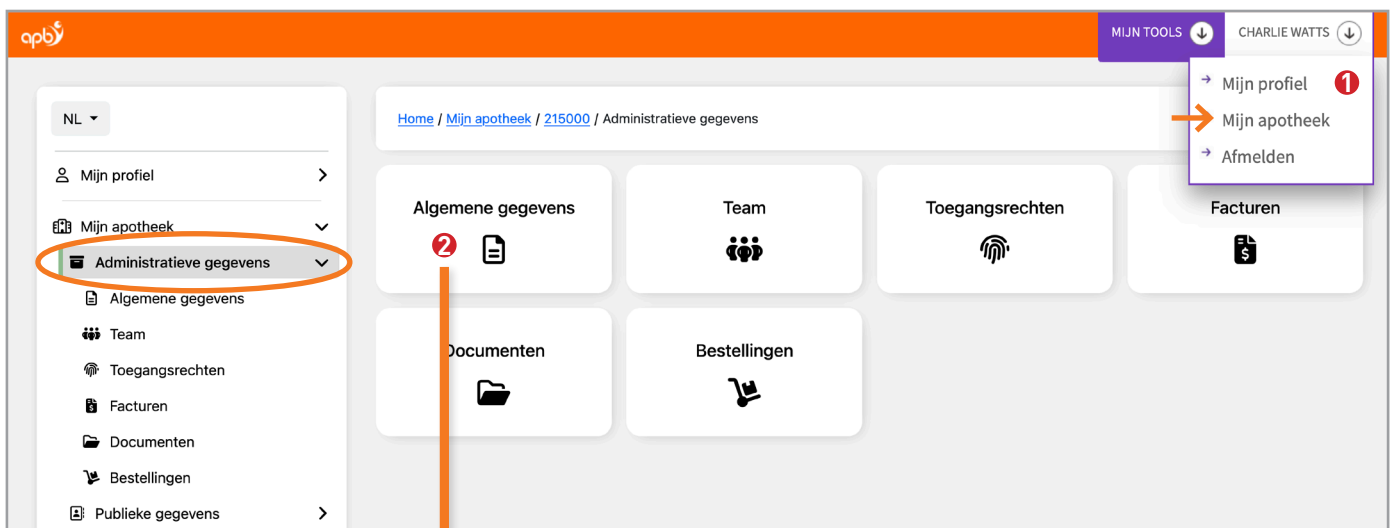 apb
MIJN TOOLS
CHARLIE WATTS
Mijn profiel 1
Mijn apotheek
Afmelden
NL
Home / Mijn apotheek / 215000 / Administratieve gegevens
Mijn profiel
Mijn apotheek
Administratieve gegevens
Algemene gegevens
Team
Toegangsrechten
Facturen
Documenten
Bestellingen
Publieke gegevens
Algemene gegevens
2
Team
Toegangsrechten
Facturen
Documenten
Bestellingen